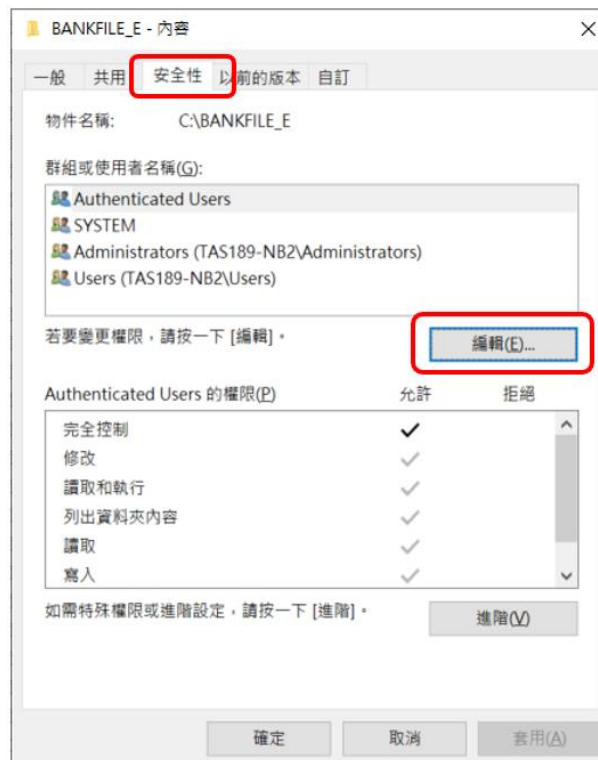 BANKFILE_E - 內容
一般 共用 安全性 以前的版本 自訂
物件名稱: C:\BANKFILE_E
群組或使用者名稱(G):
Authenticated Users
SYSTEM
Administrators (TAS189-NB2\Administrators)
Users (TAS189-NB2\Users)
若要變更權限，請按一下 [編輯]。
編輯(E)...
Authenticated Users 的權限(P) 允許 拒絕
完全控制
修改
讀取和執行
列出資料夾內容
讀取
寫入
如需特殊權限或進階設定，請按一下 [進階]。
進階(V)
確定 取消 套用(A)